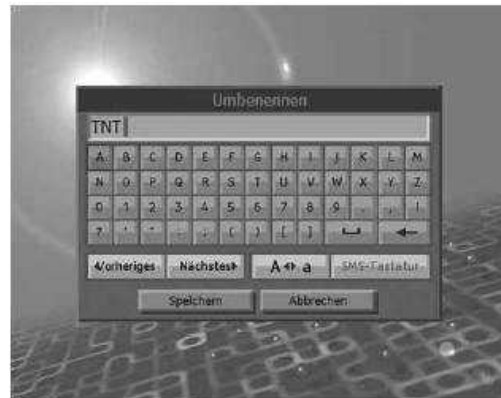 Umbenennen
TNT
A B C D E F G H I J K L M
N O P Q R S T U V W X Y Z
0 1 2 3 4 5 6 7 8 9 . , !
? ' " : ; ( ) [ ]
Vorheriges Nächstes A a SMS-Tastatur
Speichern Abbrechen